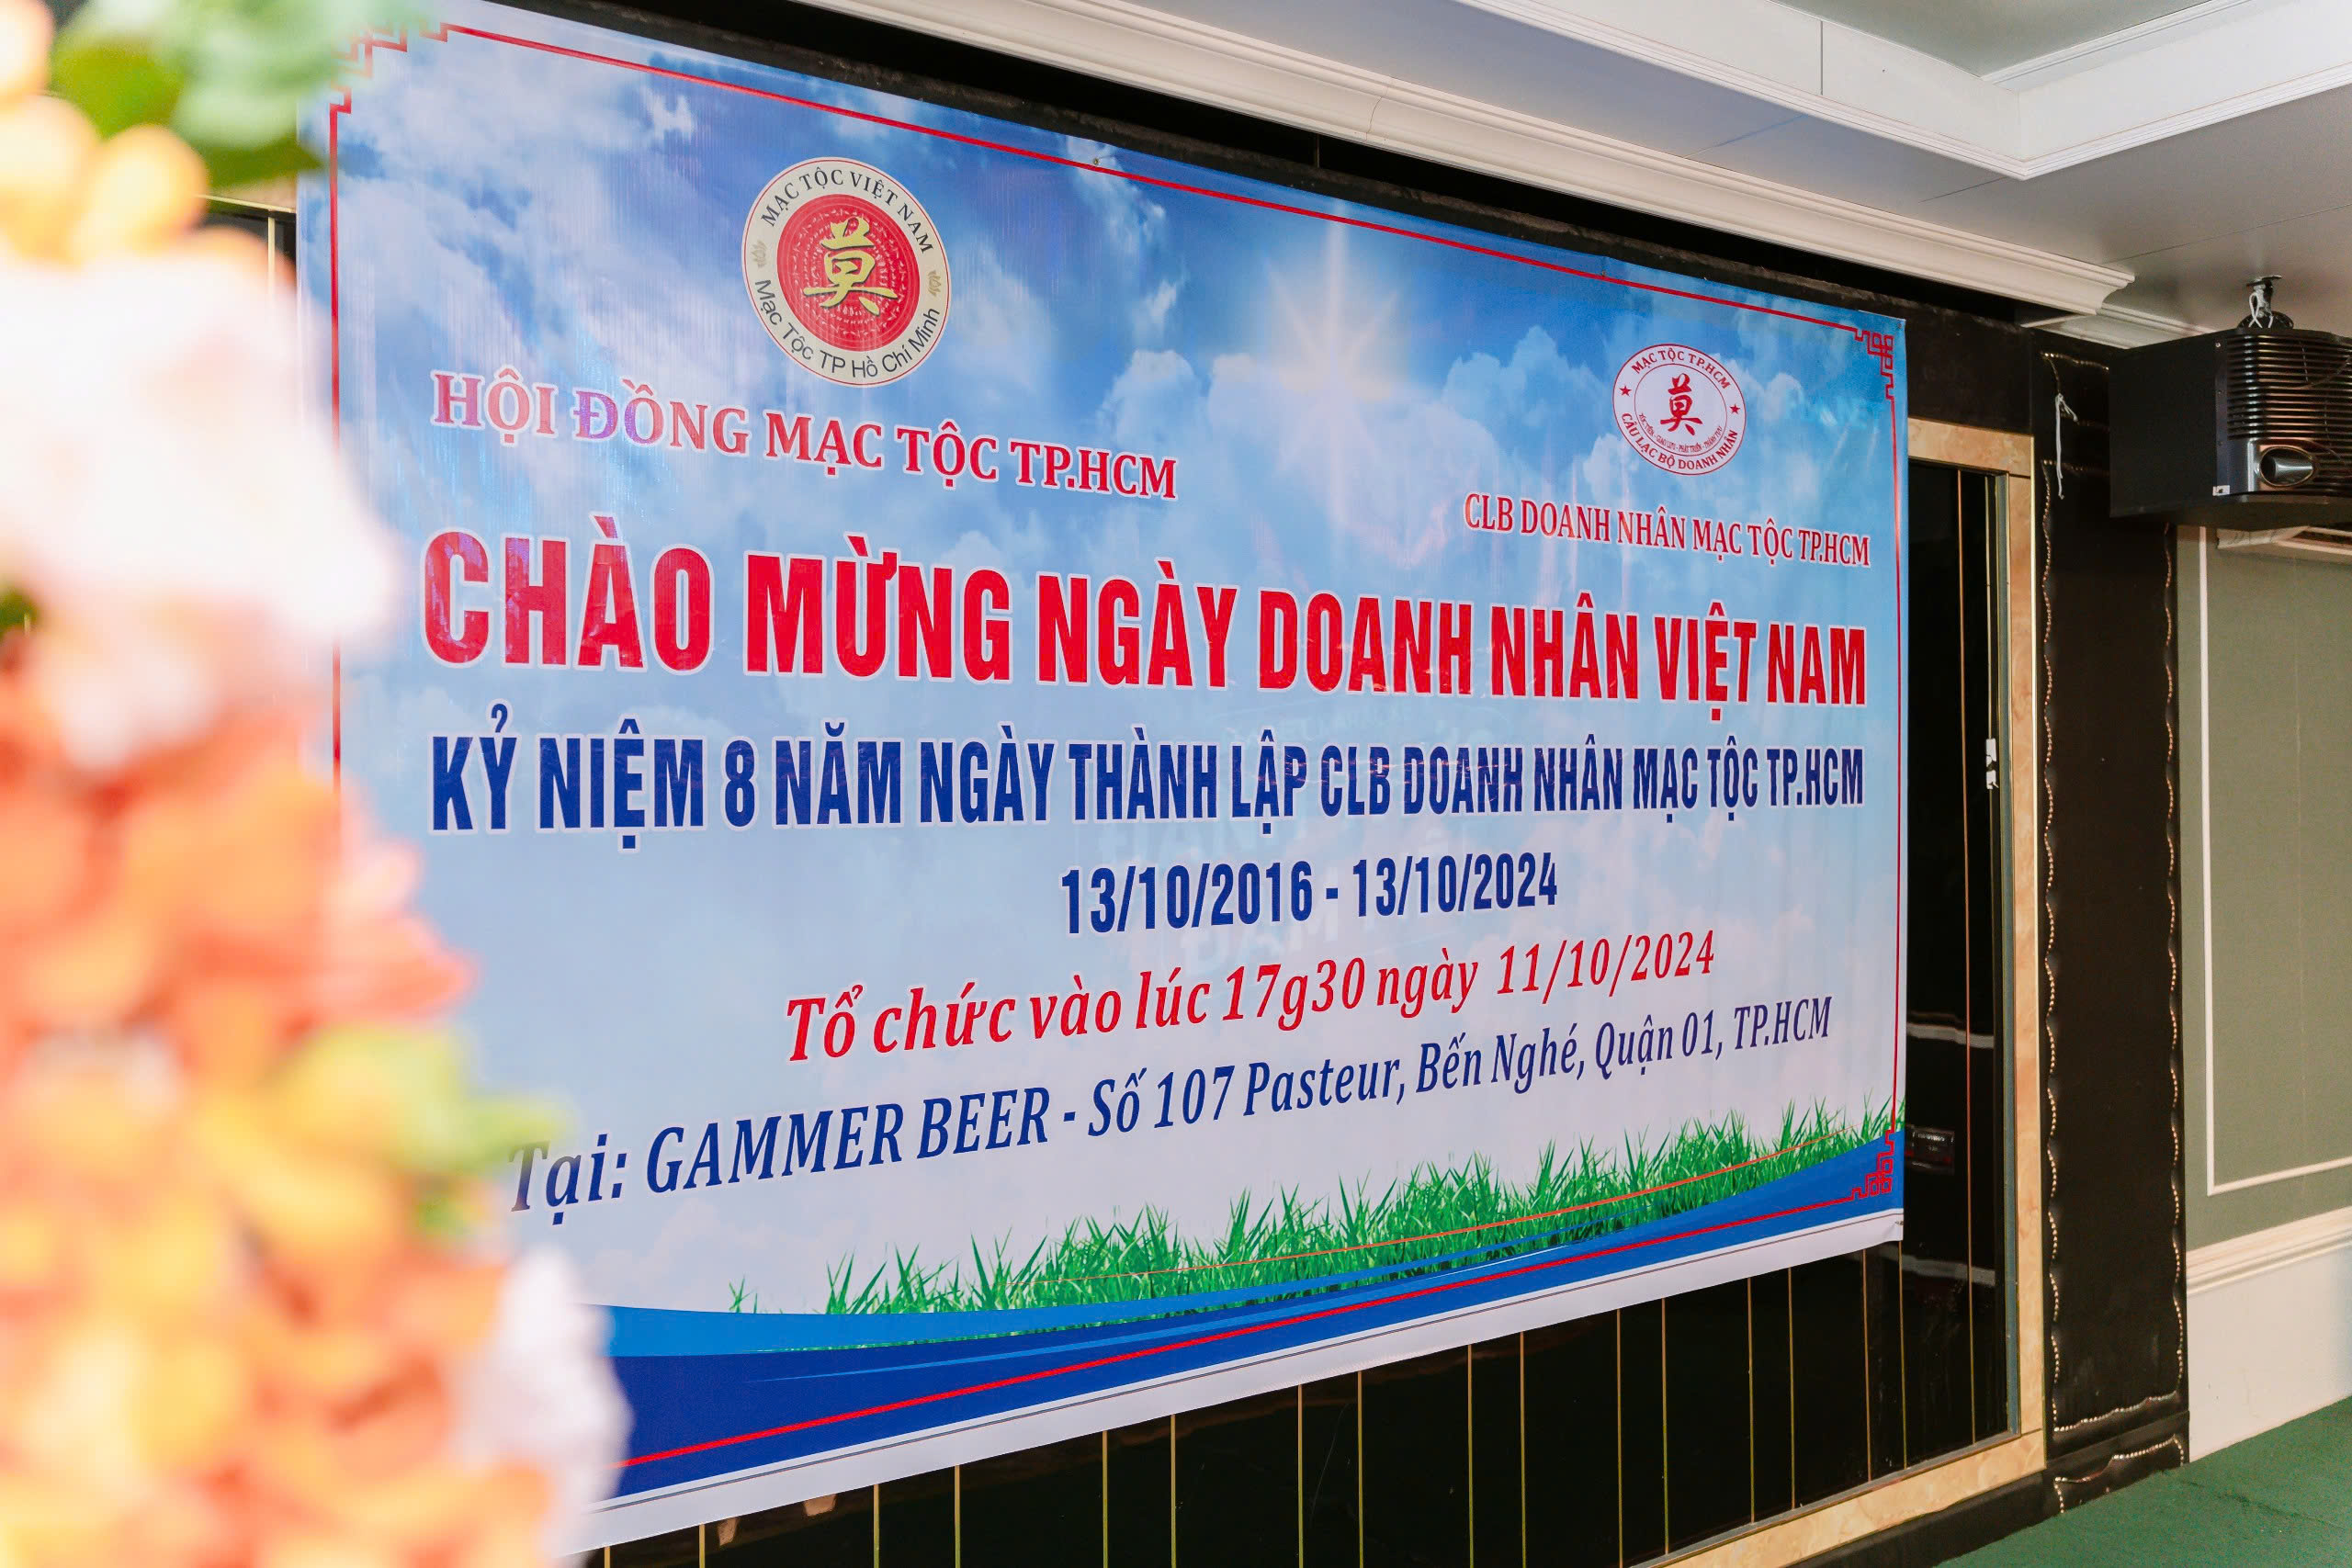 MẠC TỘC VIỆT NAM
莫
Mạc Tộc TP Hồ Chí Minh
HỘI ĐỒNG MẠC TỘC TP.HCM
MẠC TỘC TP.HCM
莫
CÂU LẠC BỘ DOANH NHÂN
CLB DOANH NHÂN MẠC TỘC TP.HCM
CHÀO MỪNG NGÀY DOANH NHÂN VIỆT NAM
KỶ NIỆM 8 NĂM NGÀY THÀNH LẬP CLB DOANH NHÂN MẠC TỘC TP.HCM
13/10/2016 - 13/10/2024
Tổ chức vào lúc 17g30 ngày 11/10/2024
Tại: GAMMER BEER - Số 107 Pasteur, Bến Nghé, Quận 01, TP.HCM